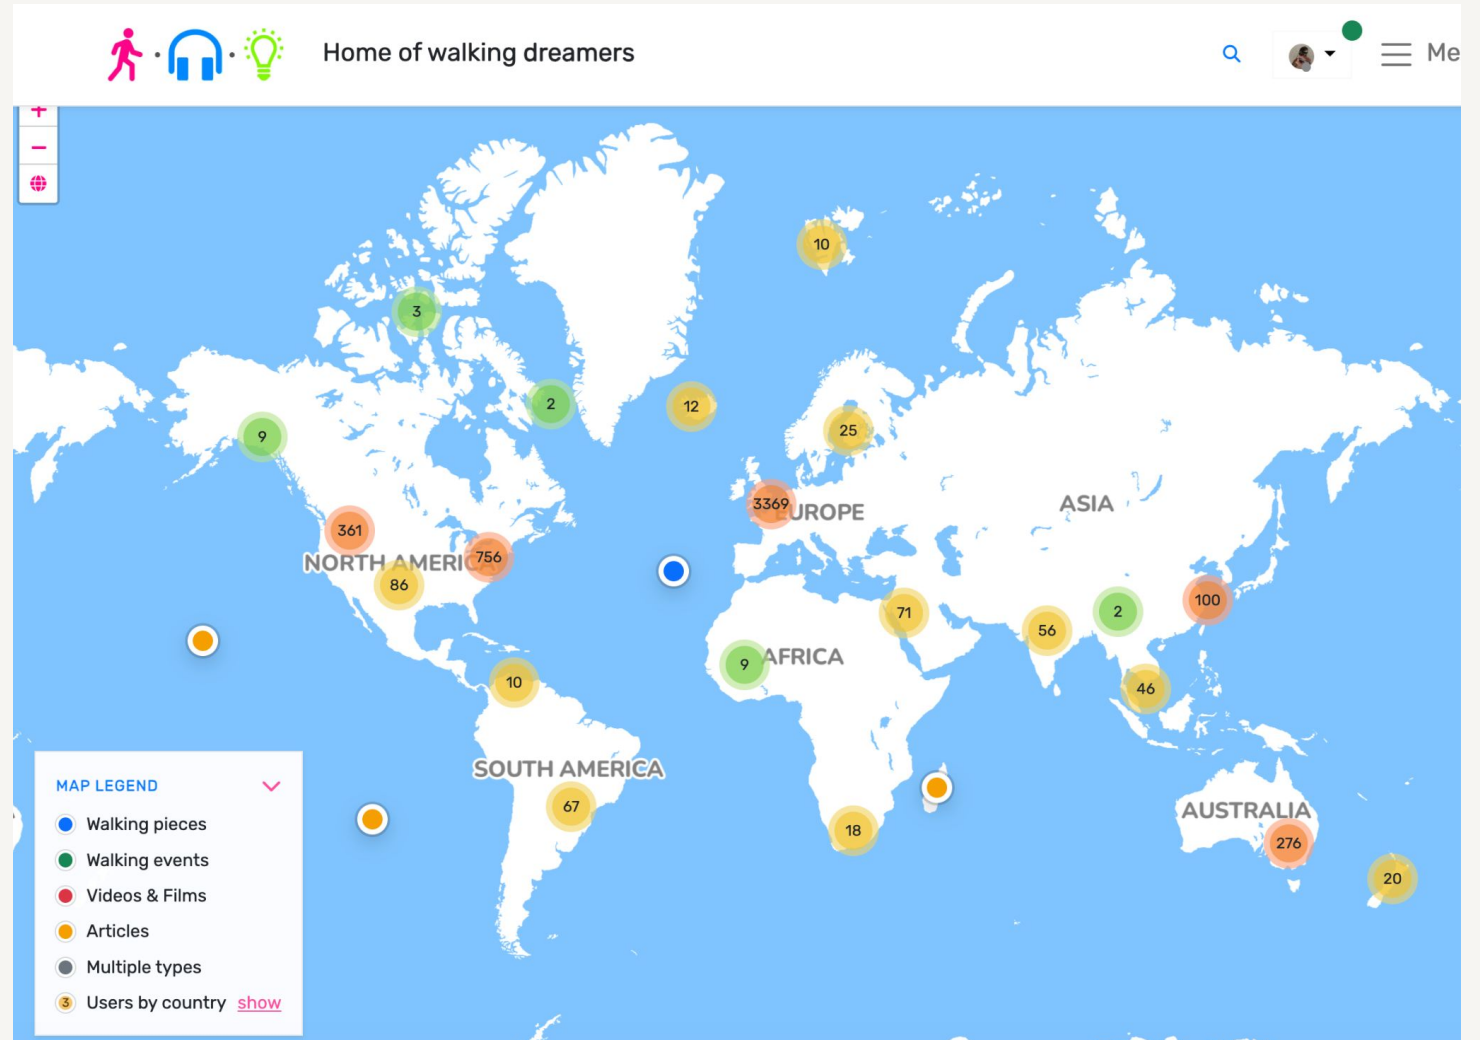 Home of walking dreamers
Me
+
−
10
3
2
12
9
25
3369
EUROPE
ASIA
361
756
NORTH AMERIC
86
100
71
2
56
9
AFRICA
10
46
SOUTH AMERICA
67
AUSTRALIA
18
276
20
MAP LEGEND
Walking pieces
Walking events
Videos & Films
Articles
Multiple types
3 Users by country show